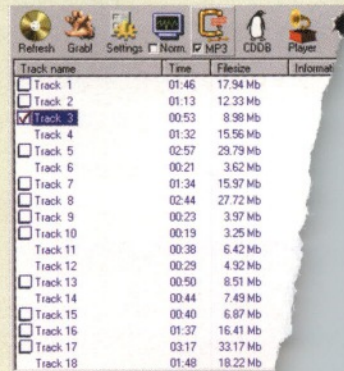 Refresh Grab! Settings Norm. MP3 CDDB Player
Track name Time Filesize Informat
Track 1 01:46 17.94 Mb
Track 2 01:13 12.33 Mb
Track 3 00:53 8.98 Mb
Track 4 01:32 15.56 Mb
Track 5 02:57 29.79 Mb
Track 6 00:21 3.62 Mb
Track 7 01:34 15.97 Mb
Track 8 02:44 27.72 Mb
Track 9 00:23 3.97 Mb
Track 10 00:19 3.25 Mb
Track 11 00:38 6.42 Mb
Track 12 00:29 4.92 Mb
Track 13 00:50 8.51 Mb
Track 14 00:44 7.49 Mb
Track 15 00:40 6.87 Mb
Track 16 01:37 16.41 Mb
Track 17 03:17 33.17 Mb
Track 18 01:48 18.22 Mb